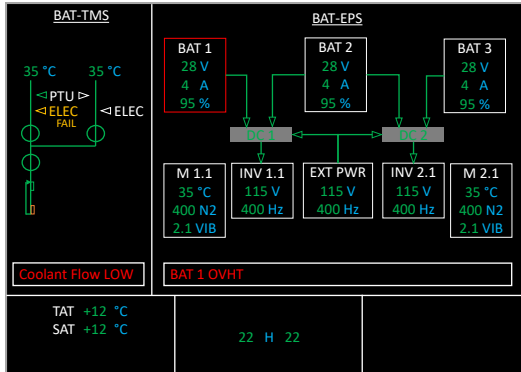 BAT-TMS
35 °C 35 °C
PTU
ELEC ELEC
FAIL
Coolant Flow LOW
BAT-EPS
BAT 1 BAT 2 BAT 3
28 V 28 V 28 V
4 A 4 A 4 A
95 % 95 % 95 %
DC 1 DC 2
M 1.1 INV 1.1 EXT PWR INV 2.1 M 2.1
35 °C 115 V 115 V 115 V 35 °C
400 N2 400 Hz 400 Hz 400 Hz 400 N2
2.1 VIB 2.1 VIB
BAT 1 OVHT
TAT +12 °C
SAT +12 °C
22 H 22